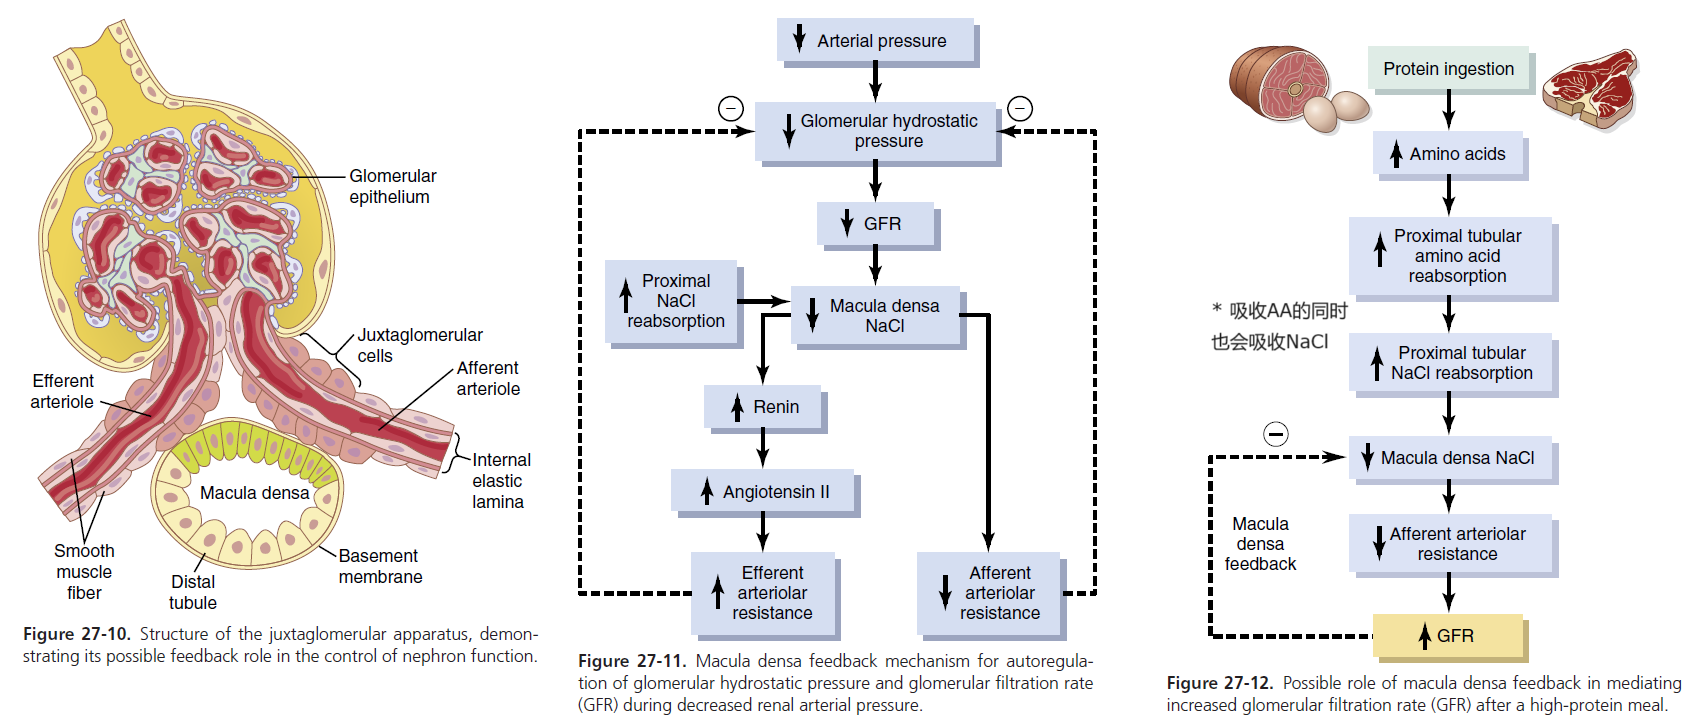 Glomerular
epithelium
Juxtaglomerular
cells
Afferent
arteriole
Efferent
arteriole
Internal
elastic
lamina
Macula densa
Smooth
muscle
fiber
Distal
tubule
Basement
membrane
Figure 27-10. Structure of the juxtaglomerular apparatus, demon-
strating its possible feedback role in the control of nephron function.
Arterial pressure
−
−
Glomerular hydrostatic
pressure
GFR
Proximal
NaCl
reabsorption
Macula densa
NaCl
Renin
Angiotensin II
Efferent
arteriolar
resistance
Afferent
arteriolar
resistance
Figure 27-11. Macula densa feedback mechanism for autoregula-
tion of glomerular hydrostatic pressure and glomerular filtration rate
(GFR) during decreased renal arterial pressure.
Protein ingestion
Amino acids
Proximal tubular
amino acid
reabsorption
* 吸收AA的同时
也会吸收NaCl
Proximal tubular
NaCl reabsorption
−
Macula densa NaCl
Macula
densa
feedback
Afferent arteriolar
resistance
GFR
Figure 27-12. Possible role of macula densa feedback in mediating
increased glomerular filtration rate (GFR) after a high-protein meal.